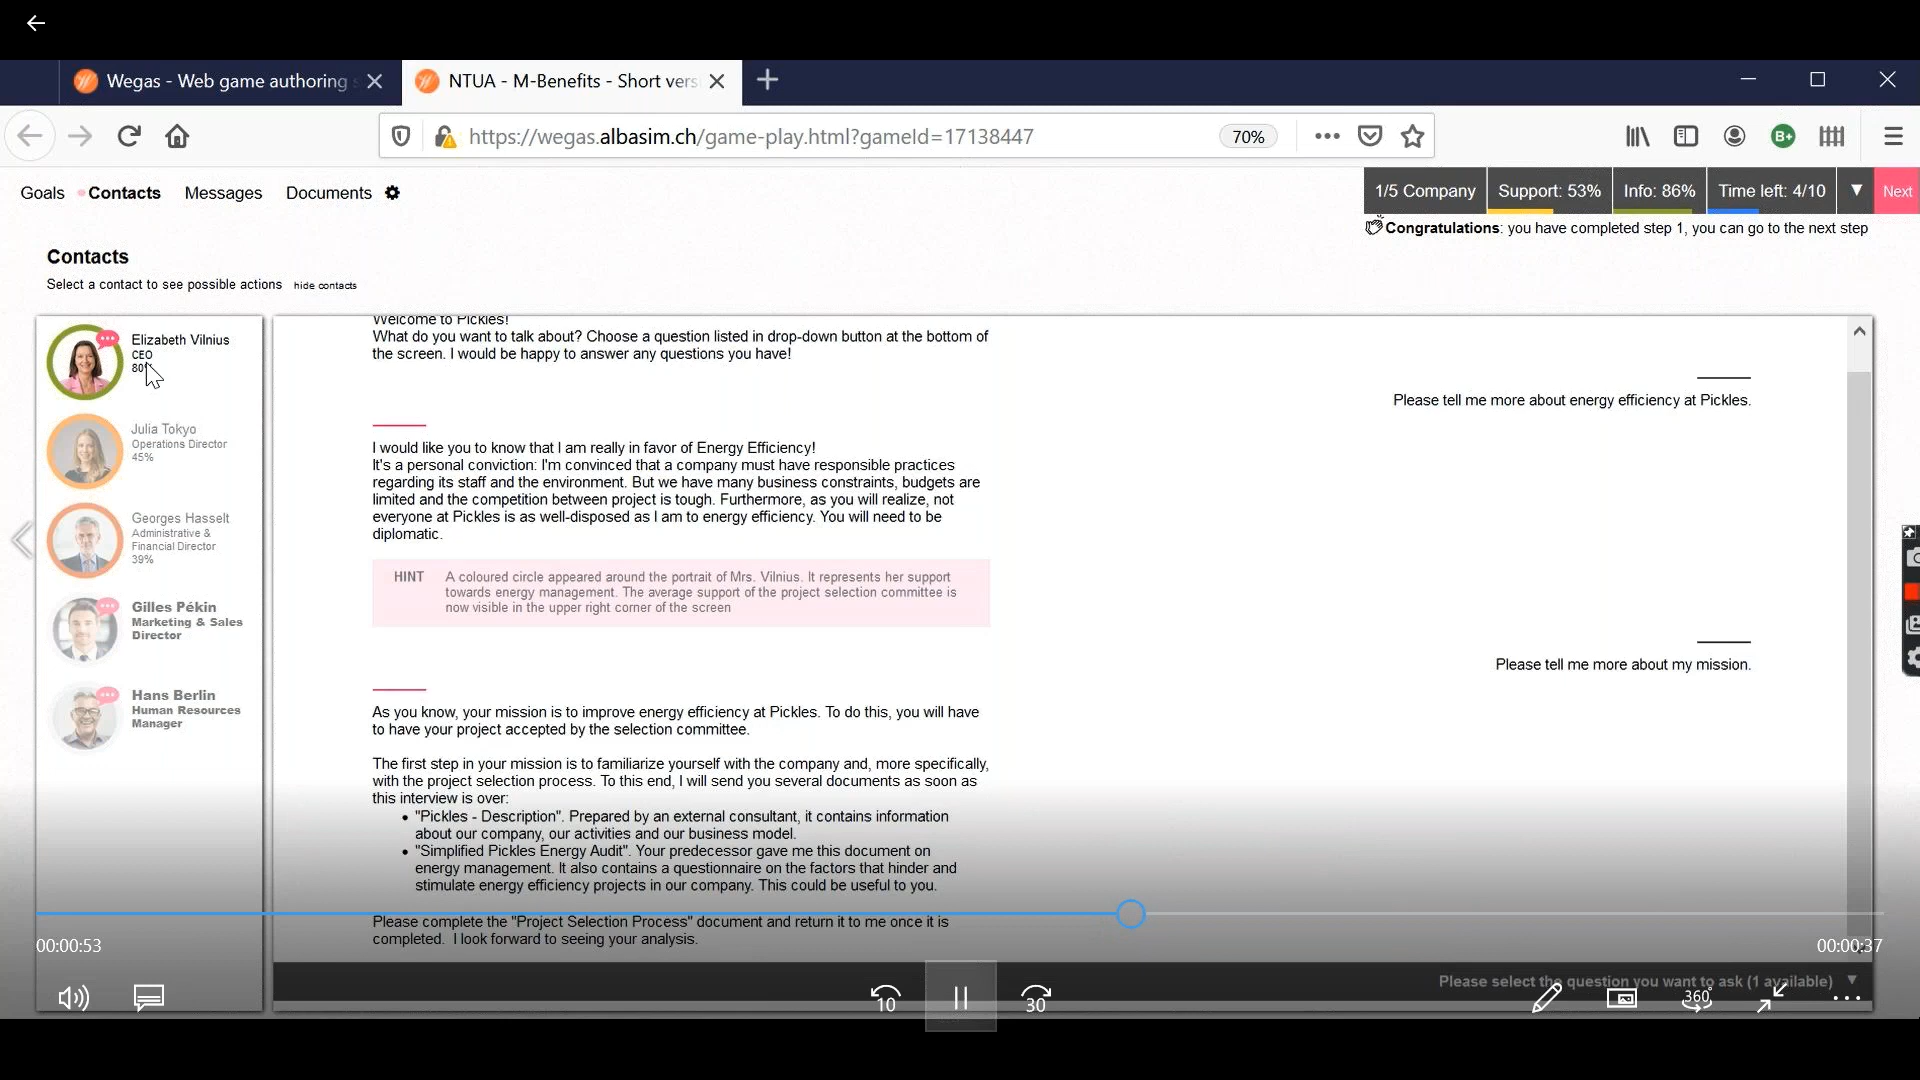 Wegas - Web game authoring s
NTUA - M-Benefits - Short vers
https://wegas.albasim.ch/game-play.html?gameId=17138447
70%
B+
Goals
Contacts
Messages
Documents
1/5 Company
Support: 53%
Info: 86%
Time left: 4/10
▼
Next
Congratulations: you have completed step 1, you can go to the next step
Contacts
Select a contact to see possible actions hide contacts
Elizabeth Vilnius
CEO
80%
Julia Tokyo
Operations Director
45%
Georges Hasselt
Administrative &
Financial Director
39%
Gilles Pékin
Marketing & Sales
Director
Hans Berlin
Human Resources
Manager
Welcome to Pickles!
What do you want to talk about? Choose a question listed in drop-down button at the bottom of
the screen. I would be happy to answer any questions you have!
Please tell me more about energy efficiency at Pickles.
I would like you to know that I am really in favor of Energy Efficiency!
It's a personal conviction: I'm convinced that a company must have responsible practices
regarding its staff and the environment. But we have many business constraints, budgets are
limited and the competition between project is tough. Furthermore, as you will realize, not
everyone at Pickles is as well-disposed as I am to energy efficiency. You will need to be
diplomatic.
HINT A coloured circle appeared around the portrait of Mrs. Vilnius. It represents her support
towards energy management. The average support of the project selection committee is
now visible in the upper right corner of the screen
Please tell me more about my mission.
As you know, your mission is to improve energy efficiency at Pickles. To do this, you will have
to have your project accepted by the selection committee.
The first step in your mission is to familiarize yourself with the company and, more specifically,
with the project selection process. To this end, I will send you several documents as soon as
this interview is over:
• "Pickles - Description". Prepared by an external consultant, it contains information
about our company, our activities and our business model.
• "Simplified Pickles Energy Audit". Your predecessor gave me this document on
energy management. It also contains a questionnaire on the factors that hinder and
stimulate energy efficiency projects in our company. This could be useful to you.
Please complete the "Project Selection Process" document and return it to me once it is
completed. I look forward to seeing your analysis.
00:00:53
00:00:37
Please select the question you want to ask (1 available) ▼
10
30
360